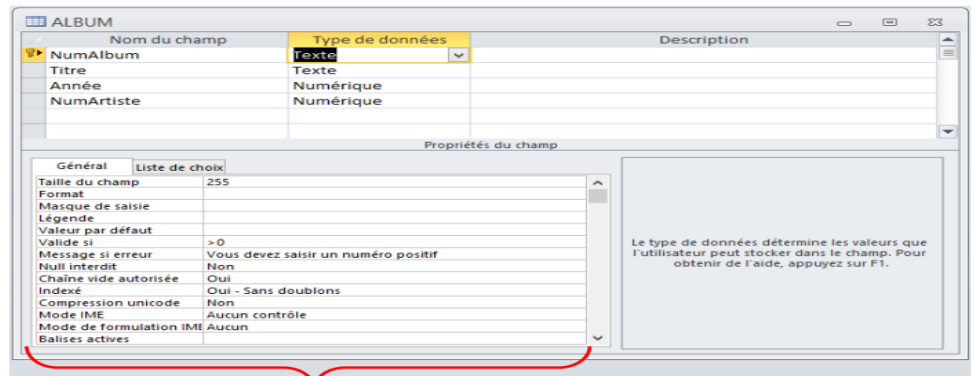 ALBUM
Nom du champ Type de données Description
NumAlbum Texte
Titre Texte
Année Numérique
NumArtiste Numérique
Propriétés du champ
Général Liste de choix
Taille du champ 255
Format
Masque de saisie
Légende
Valeur par défaut
Valide si >0
Message si erreur Vous devez saisir un numéro positif
Null interdit Non
Chaîne vide autorisée Oui
Indexé Oui - Sans doublons
Compression unicode Non
Mode IME Aucun contrôle
Mode de formulation IME Aucun
Balises actives
Le type de données détermine les valeurs que
l'utilisateur peut stocker dans le champ. Pour
obtenir de l'aide, appuyez sur F1.